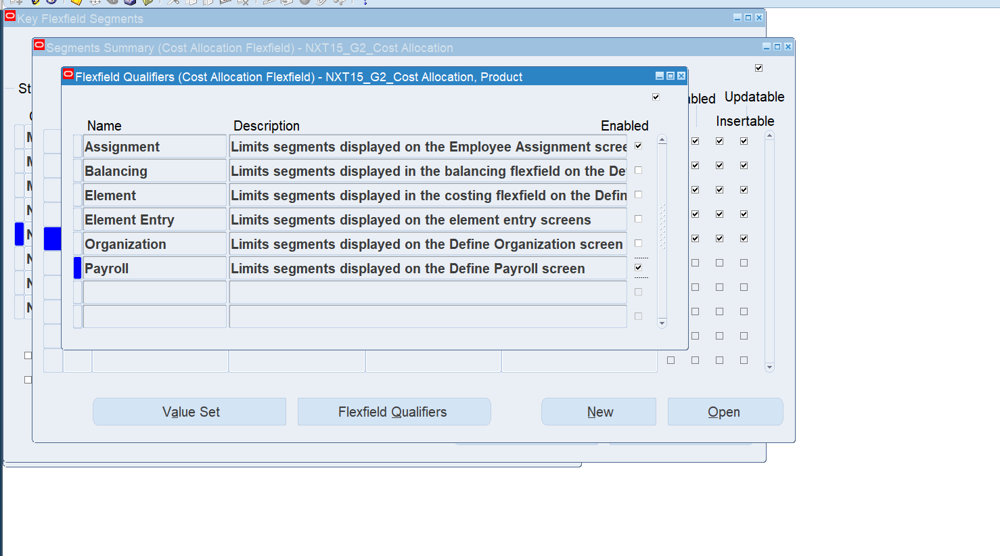 Key Flexfield Segments
Segments Summary (Cost Allocation Flexfield) - NXT15_G2_Cost Allocation
Flexfield Qualifiers (Cost Allocation Flexfield) - NXT15_G2_Cost Allocation, Product
St
bled
Updatable
Insertable
Name Description Enabled
Assignment Limits segments displayed on the Employee Assignment scree
Balancing Limits segments displayed in the balancing flexfield on the De
Element Limits segments displayed in the costing flexfield on the Defin
Element Entry Limits segments displayed on the element entry screens
Organization Limits segments displayed on the Define Organization screen
Payroll Limits segments displayed on the Define Payroll screen
Value Set Flexfield Qualifiers New Open